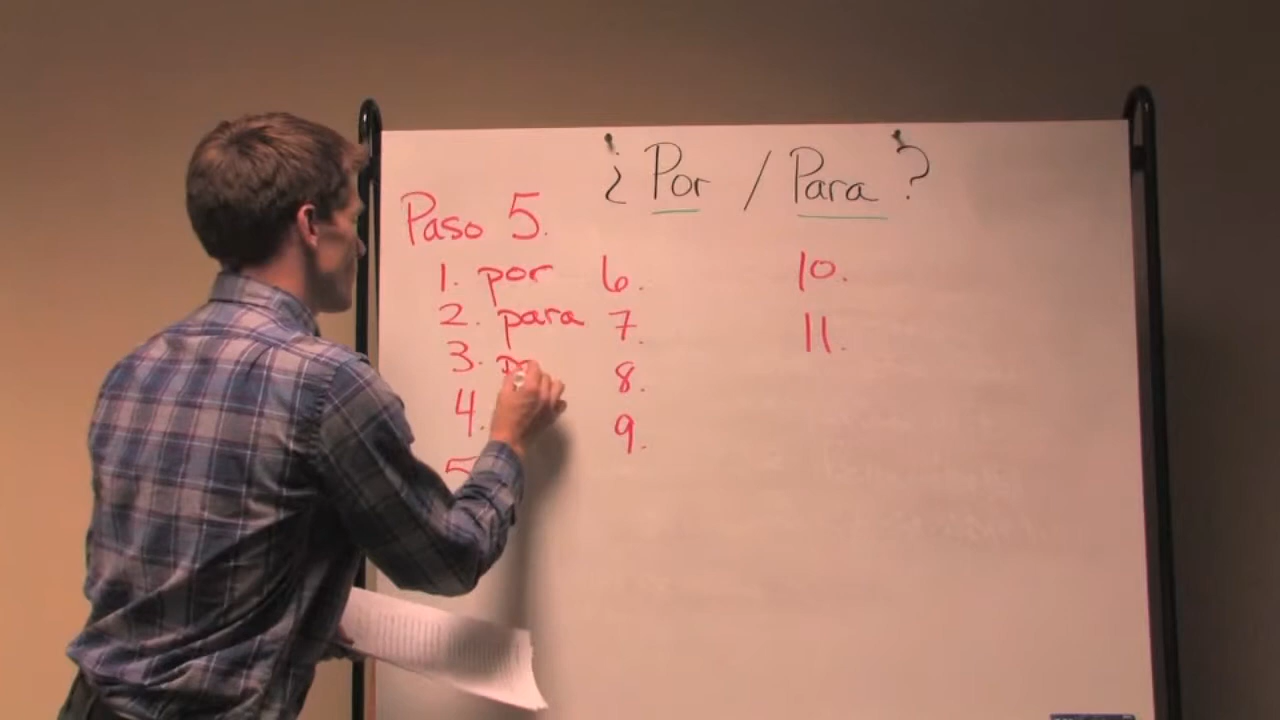 ¿ Por / Para ?
Paso 5.
1. por
2. para
3.
4.
5
6.
7.
8.
9.
10.
11.